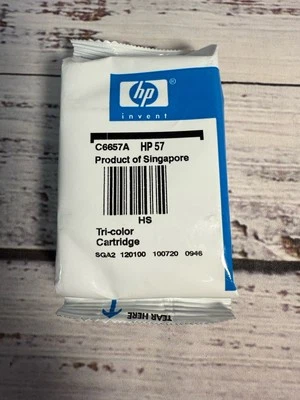 hp
invent
C6657A HP 57
Product of Singapore
HS
Tri-color
Cartridge
SGA2 120100 100720 0946
TEAR HERE